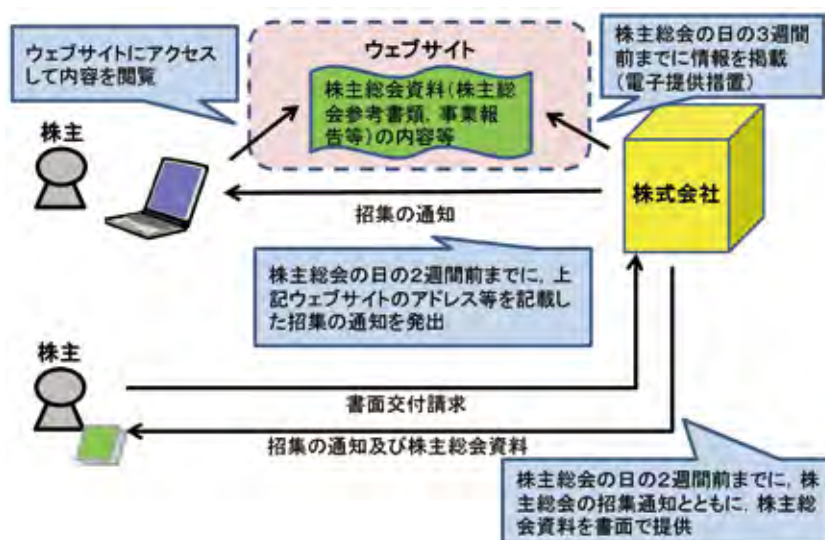 ウェブサイトにアクセス
して内容を閲覧
ウェブサイト
株主総会資料(株主総
会参考書類，事業報
告等)の内容等
株主総会の日の3週間
前までに情報を掲載
（電子提供措置）
株主
株式会社
招集の通知
株主総会の日の2週間前までに，上
記ウェブサイトのアドレス等を記載し
た招集の通知を発出
株主
書面交付請求
招集の通知及び株主総会資料
株主総会の日の2週間前までに，株
主総会の招集通知とともに，株主総
会資料を書面で提供